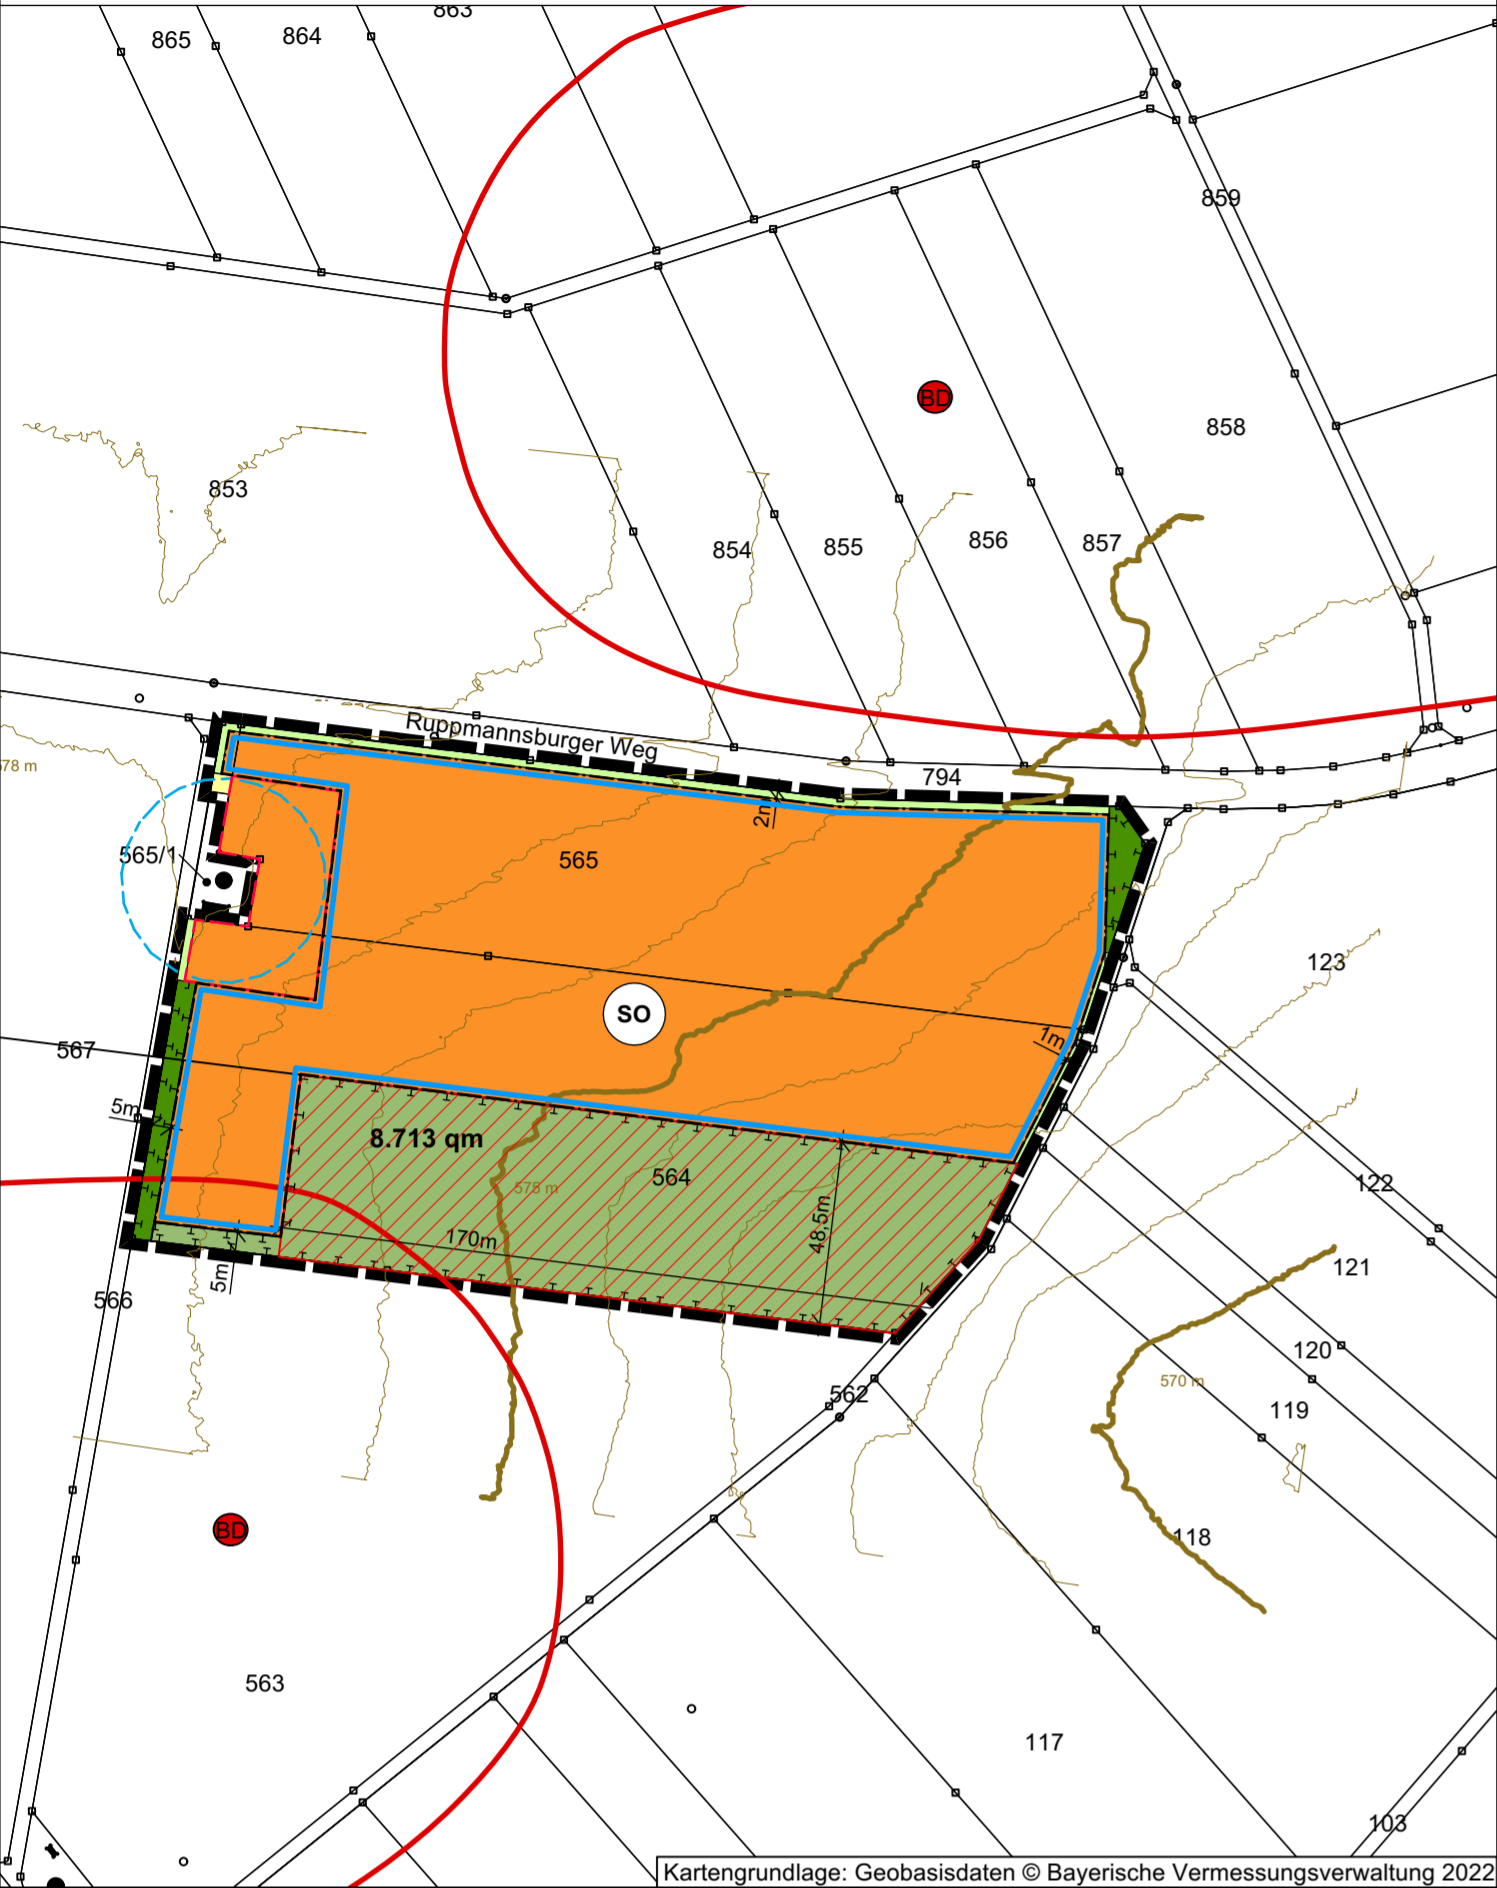 863
865
864
859
BD
858
853
854
855
856
857
Ruppmannsburger Weg
578 m
794
2m
565/1
565
123
SO
1m
567
5m
8.713 qm
564
575 m
122
48,5m
170m
5m
121
566
120
570 m
562
119
BD
118
563
117
103
Kartengrundlage: Geobasisdaten © Bayerische Vermessungsverwaltung 2022